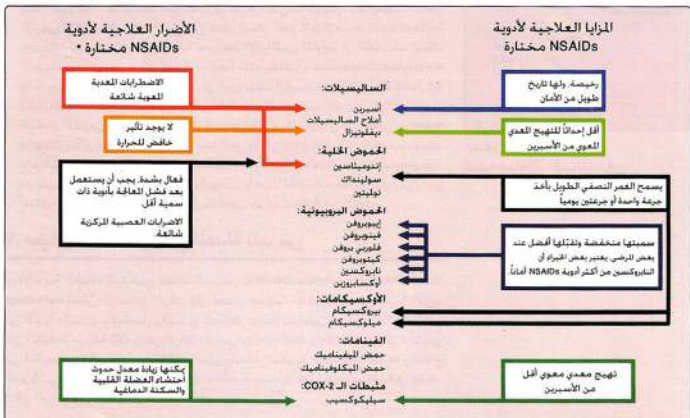 المزايا العلاجية لأدوية
NSAIDs مختارة
الأضرار العلاجية لأدوية
NSAIDs مختارة *
رخيصة. ولها تاريخ
طويل من الأمان
أقل إحداثاً للتهيج المعدي
المعوي من الأسبرين
يسمح العمر النصفي الطويل بأخذ
جرعة واحدة أو جرعتين يومياً
سميتها منخفضة وتقبّلها أفضل عند
بعض المرضى. يعتبر بعض الخبراء أن
النابروكسين من أكثر أدوية NSAIDs أماناً.
تهيج معدي معوي أقل
من الأسبرين
الساليسيلات:
أسبرين
أملاح الساليسيلات
ديفلونيزال
الحموض الخلية:
إندوميثاسين
سولينداك
توليتين
الحموض البروبيونية:
إيبوبروفن
فينوبروفن
فلوربي بروفن
كيتوبروفن
نابروكسين
أوكسابروزين
الأوكسيكامات:
بيروكسيكام
ميلوكسيكام
الفينامات:
حمض الميفيناميك
حمض الميكلوفيناميك
مثبطات الـ COX-2:
سيليكوكسيب
الاضطرابات المعدية
المعوية شائعة
لا يوجد تأثير
خافض للحرارة
فعال بشدة. يجب أن يستعمل
بعد فشل المعالجة بأدوية ذات
سمية أقل
الاضرابات العصبية المركزية
شائعة.
يمكنها زيادة معدل حدوث
احتشاء العضلة القلبية
والسكتة الدماغية